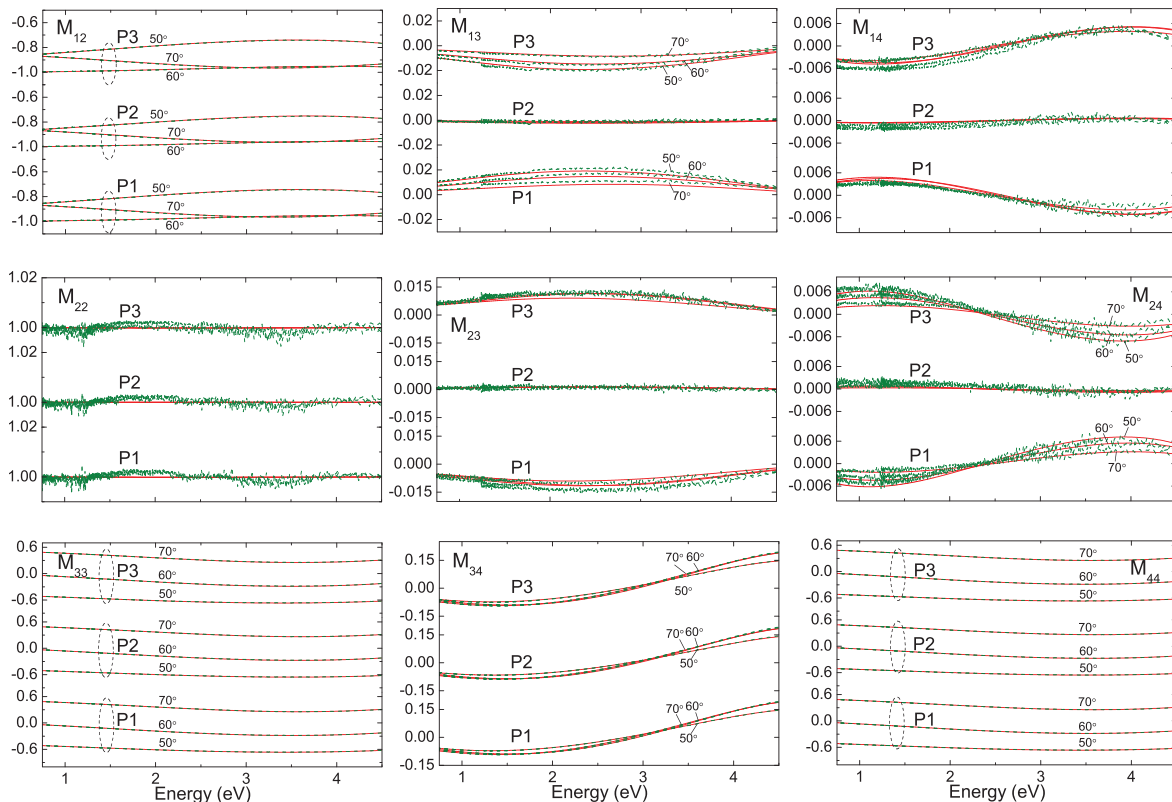 M12
-0.6
-0.8
-1.0
-0.6
-0.8
-1.0
-0.6
-0.8
-1.0
P3
50°
70°
60°
P2
50°
70°
60°
P1
50°
70°
60°
M13
0.02
0.00
-0.02
0.02
0.00
-0.02
0.02
0.00
-0.02
P3
70°
60°
50°
P2
50°
60°
P1
70°
M14
0.006
0.000
-0.006
0.006
0.000
-0.006
0.006
0.000
-0.006
P3
P2
P1
M22
1.02
1.00
1.02
1.00
1.02
1.00
P3
P2
P1
M23
0.015
0.000
0.015
0.000
-0.015
0.015
0.000
-0.015
P3
P2
P1
M24
0.006
0.000
-0.006
0.006
0.000
-0.006
0.006
0.000
-0.006
70°
P3
60°
50°
P2
60°
50°
P1
70°
M33
0.6
0.0
-0.6
0.6
0.0
-0.6
0.6
0.0
-0.6
70°
P3
60°
50°
70°
P2
60°
50°
70°
P1
60°
50°
1 2 3 4
Energy (eV)
M34
0.15
0.00
-0.15
0.15
0.00
-0.15
0.15
0.00
-0.15
70° 60°
P3
50°
70° 60°
P2
50°
70° 60°
P1
50°
1 2 3 4
Energy (eV)
M44
0.6
0.0
-0.6
0.6
0.0
-0.6
0.6
0.0
-0.6
70°
P3
60°
50°
70°
P2
60°
50°
70°
P1
60°
50°
1 2 3 4
Energy (eV)